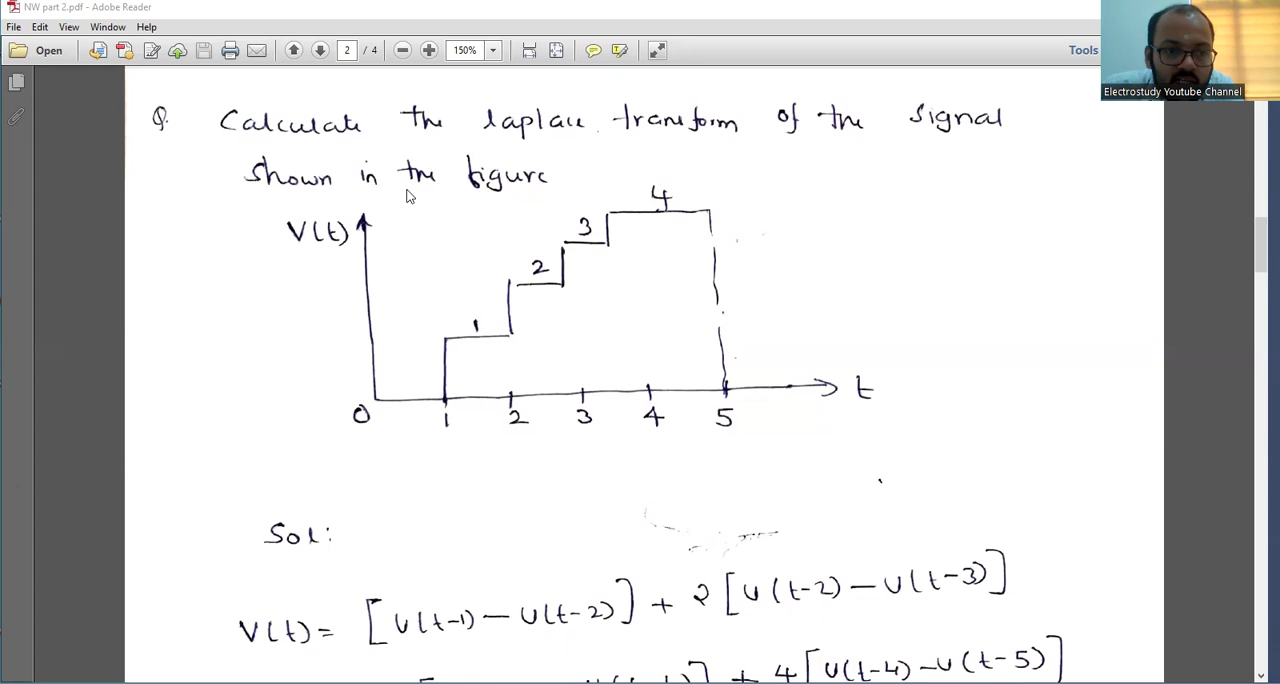 NW part 2.pdf - Adobe Reader
File Edit View Window Help
Open 2 / 4 150% Tools
Electrostudy Youtube Channel
Q. Calculate the laplace transform of the signal
shown in the figure
V(t)
4
3
2
1
0 1 2 3 4 5 t
Sol:
V(t) = [U(t-1) - U(t-2)] + 2 [U(t-2) - U(t-3)]
+ 4 [U(t-4) - U(t-5)]